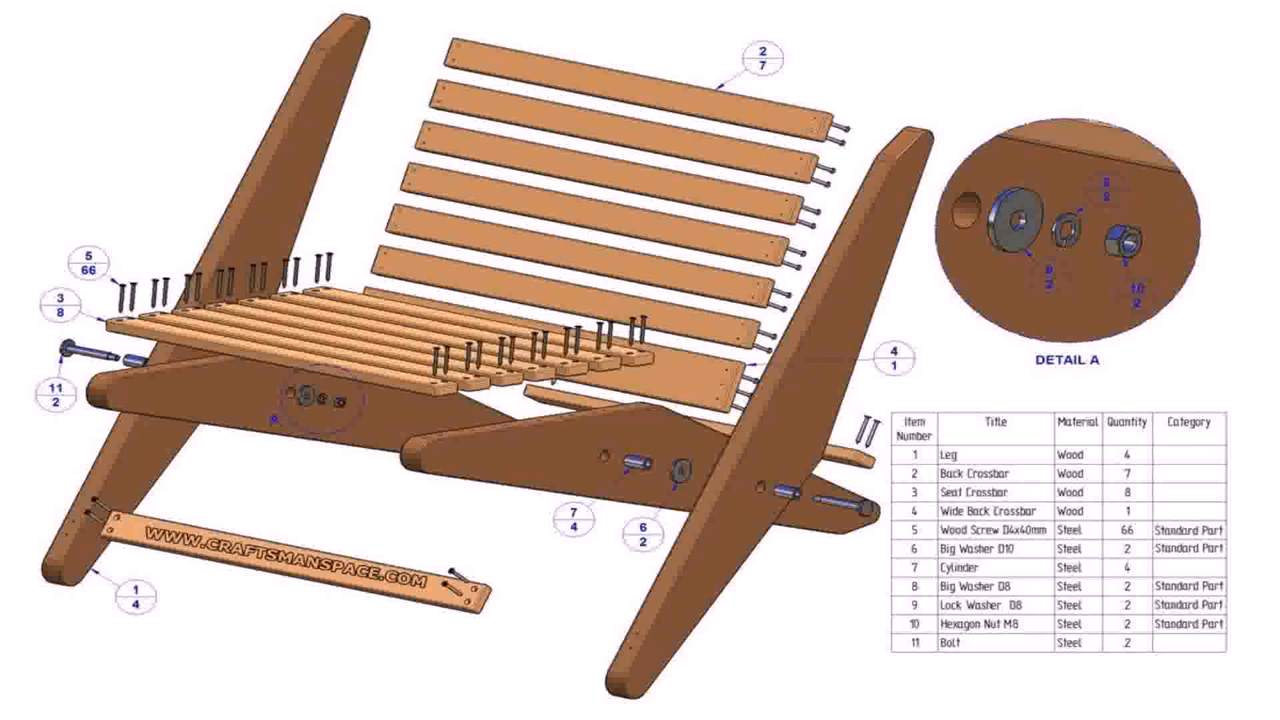 2
7
5
66
3
8
11
2
4
1
7
4
6
2
1
4
WWW.CRAFTSMANSPACE.COM
8
2
10
2
DETAIL A
Item Number Title Material Quantity Category
1 Leg Wood 4
2 Back Crossbar Wood 7
3 Seat Crossbar Wood 8
4 Wide Back Crossbar Wood 1
5 Wood Screw D4x40mm Steel 66 Standard Part
6 Big Washer D10 Steel 2 Standard Part
7 Cylinder Steel 4
8 Big Washer D8 Steel 2 Standard Part
9 Lock Washer D8 Steel 2 Standard Part
10 Hexagon Nut M8 Steel 2 Standard Part
11 Bolt Steel 2